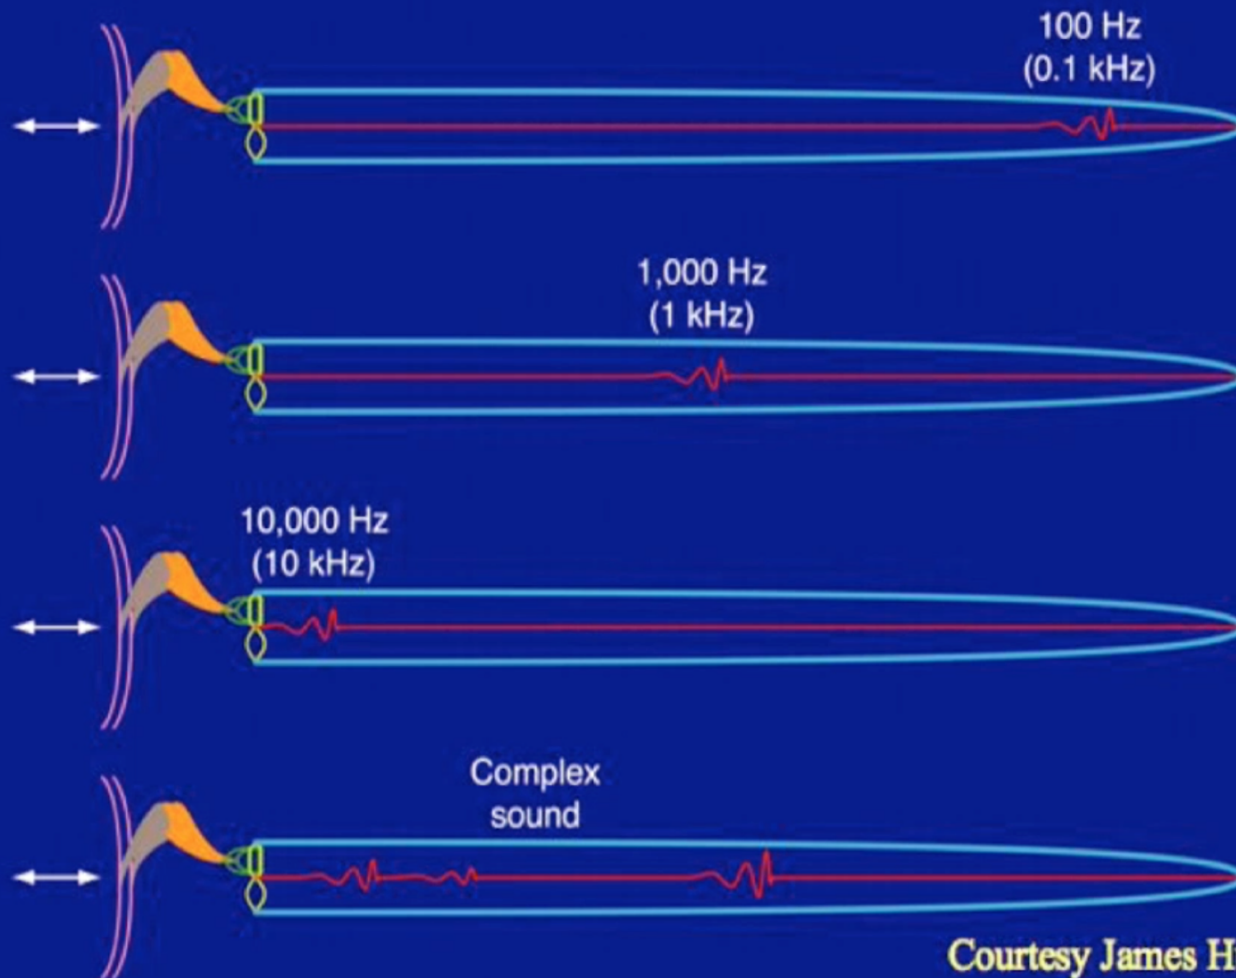 100 Hz
(0.1 kHz)
1,000 Hz
(1 kHz)
10,000 Hz
(10 kHz)
Complex
sound
Courtesy James